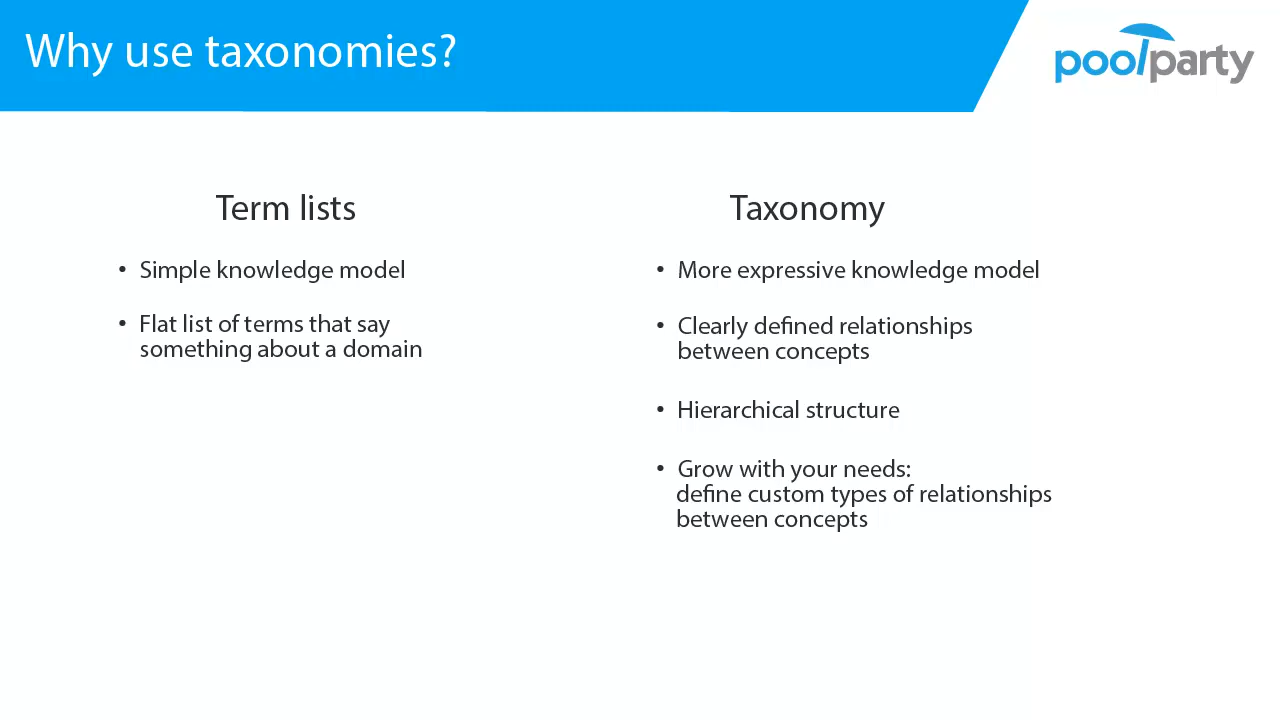 Why use taxonomies?
poolparty
Term lists
• Simple knowledge model
• Flat list of terms that say
something about a domain
Taxonomy
• More expressive knowledge model
• Clearly defined relationships
between concepts
• Hierarchical structure
• Grow with your needs:
define custom types of relationships
between concepts